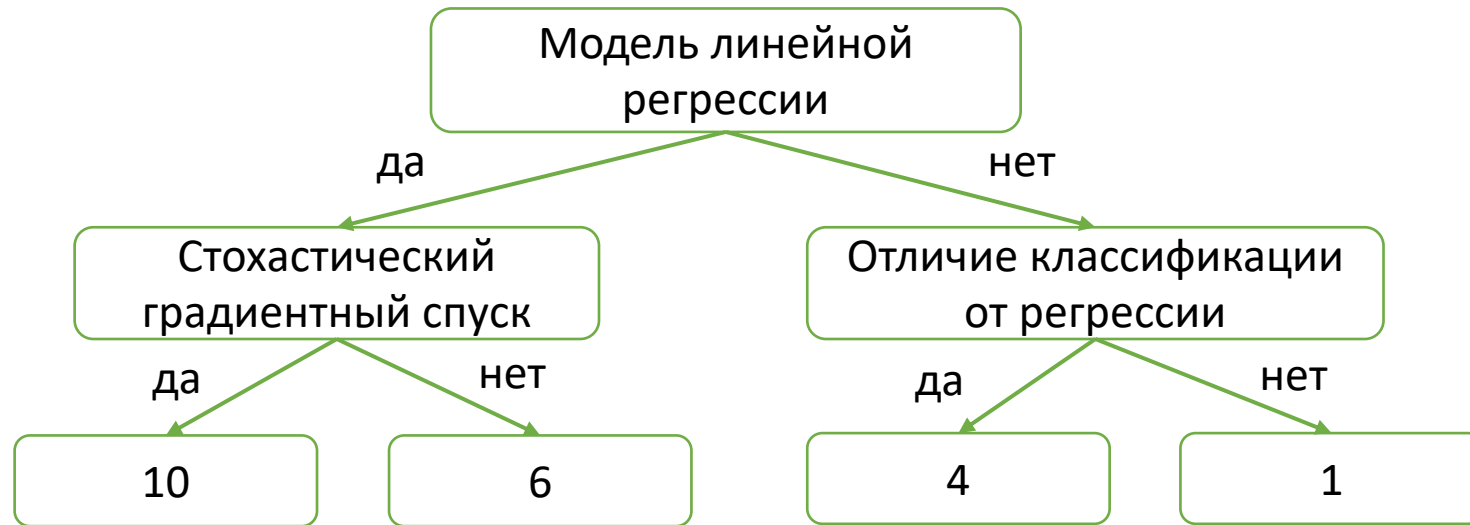 Модель линейной
регрессии
да
нет
Стохастический
градиентный спуск
Отличие классификации
от регрессии
да
нет
да
нет
10
6
4
1